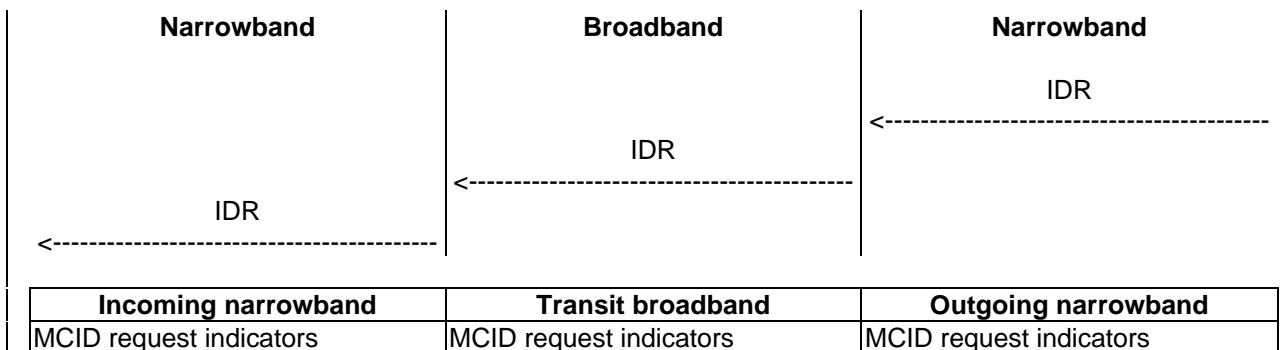 Narrowband Broadband Narrowband
IDR
<-----------------------------------------
IDR
<-----------------------------------------
IDR
<-----------------------------------------
Incoming narrowband Transit broadband Outgoing narrowband
MCID request indicators MCID request indicators MCID request indicators